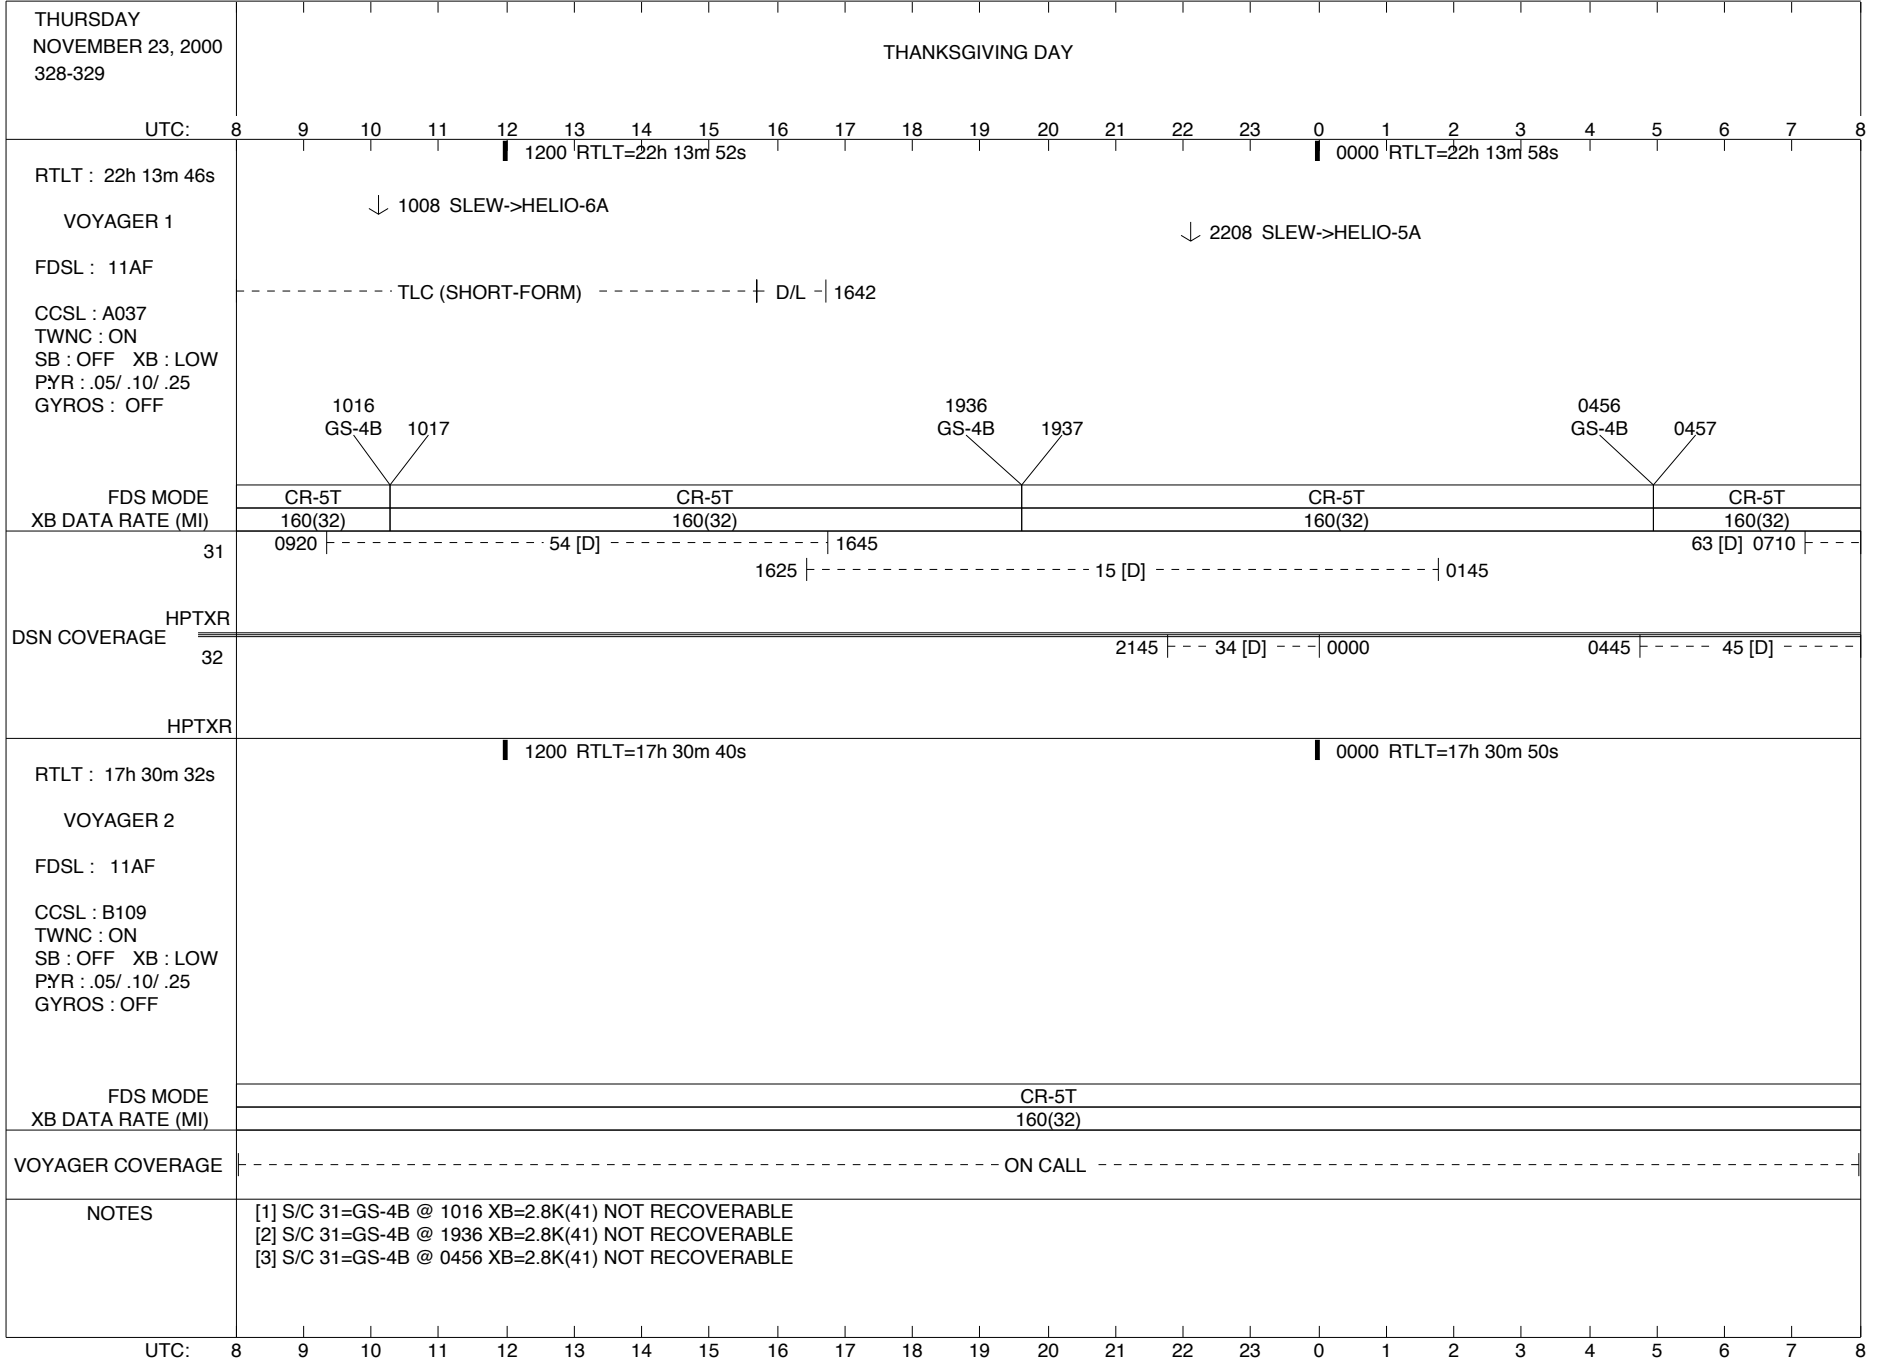 THURSDAY
NOVEMBER 23, 2000
328-329
THANKSGIVING DAY
UTC: 8 9 10 11 12 13 14 15 16 17 18 19 20 21 22 23 0 1 2 3 4 5 6 7 8
1200 RTLT=22h 13m 52s 0000 RTLT=22h 13m 58s
RTLT : 22h 13m 46s
1008 SLEW->HELIO-6A
VOYAGER 1
2208 SLEW->HELIO-5A
FDSL : 11AF
TLC (SHORT-FORM) D/L 1642
CCSL : A037
TWNC : ON
SB : OFF XB : LOW
P:YR : .05/ .10/ .25
GYROS : OFF
1016 1936 0456
GS-4B 1017 GS-4B 1937 GS-4B 0457
FDS MODE CR-5T CR-5T CR-5T CR-5T
XB DATA RATE (MI) 160(32) 160(32) 160(32) 160(32)
31 0920 54 [D] 1645 63 [D] 0710
1625 15 [D] 0145
HPTXR
DSN COVERAGE
32 2145 34 [D] 0000 0445 45 [D]
HPTXR
1200 RTLT=17h 30m 40s 0000 RTLT=17h 30m 50s
RTLT : 17h 30m 32s
VOYAGER 2
FDSL : 11AF
CCSL : B109
TWNC : ON
SB : OFF XB : LOW
P:YR : .05/ .10/ .25
GYROS : OFF
FDS MODE CR-5T
XB DATA RATE (MI) 160(32)
VOYAGER COVERAGE ON CALL
NOTES [1] S/C 31=GS-4B @ 1016 XB=2.8K(41) NOT RECOVERABLE
[2] S/C 31=GS-4B @ 1936 XB=2.8K(41) NOT RECOVERABLE
[3] S/C 31=GS-4B @ 0456 XB=2.8K(41) NOT RECOVERABLE
UTC: 8 9 10 11 12 13 14 15 16 17 18 19 20 21 22 23 0 1 2 3 4 5 6 7 8